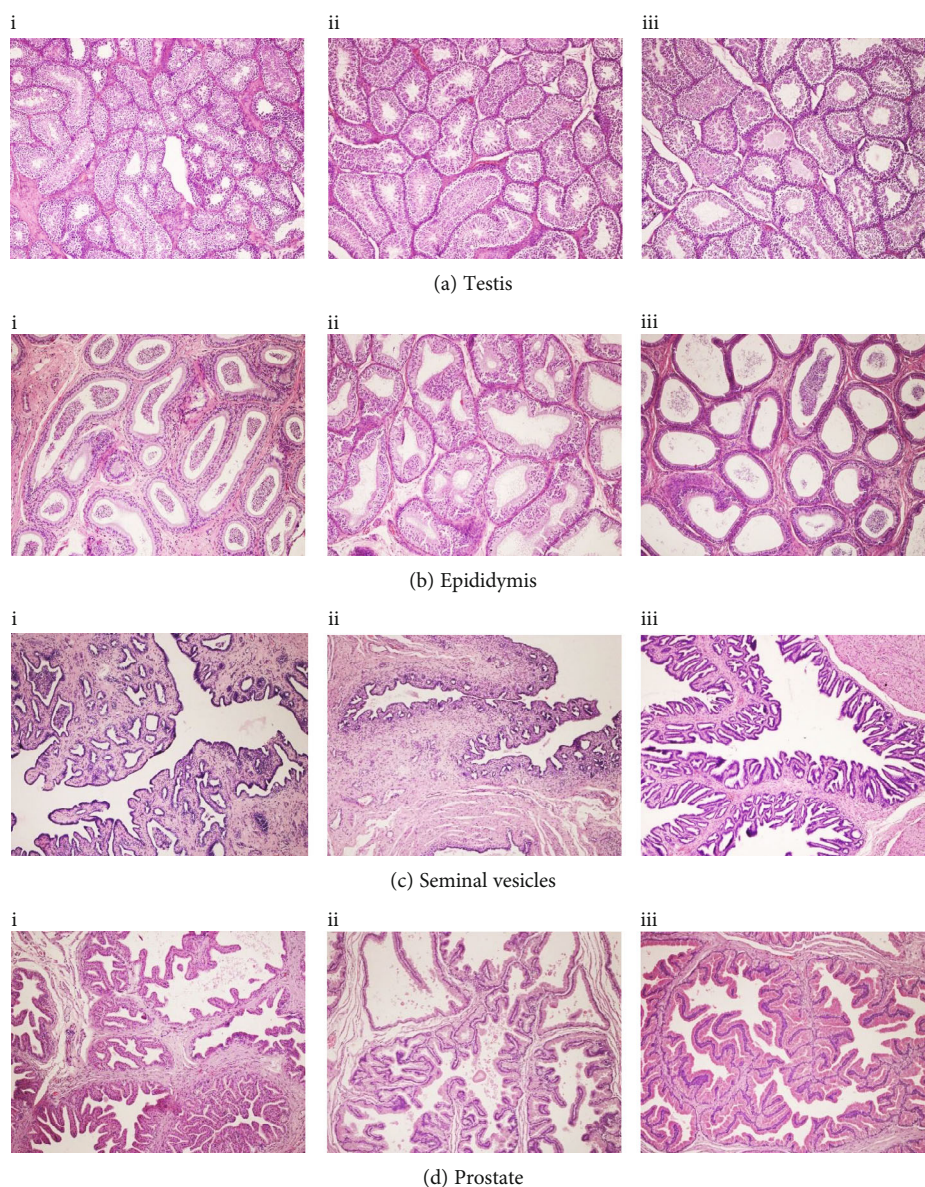 i ii iii
(a) Testis
i ii iii
(b) Epididymis
i ii iii
(c) Seminal vesicles
i ii iii
(d) Prostate